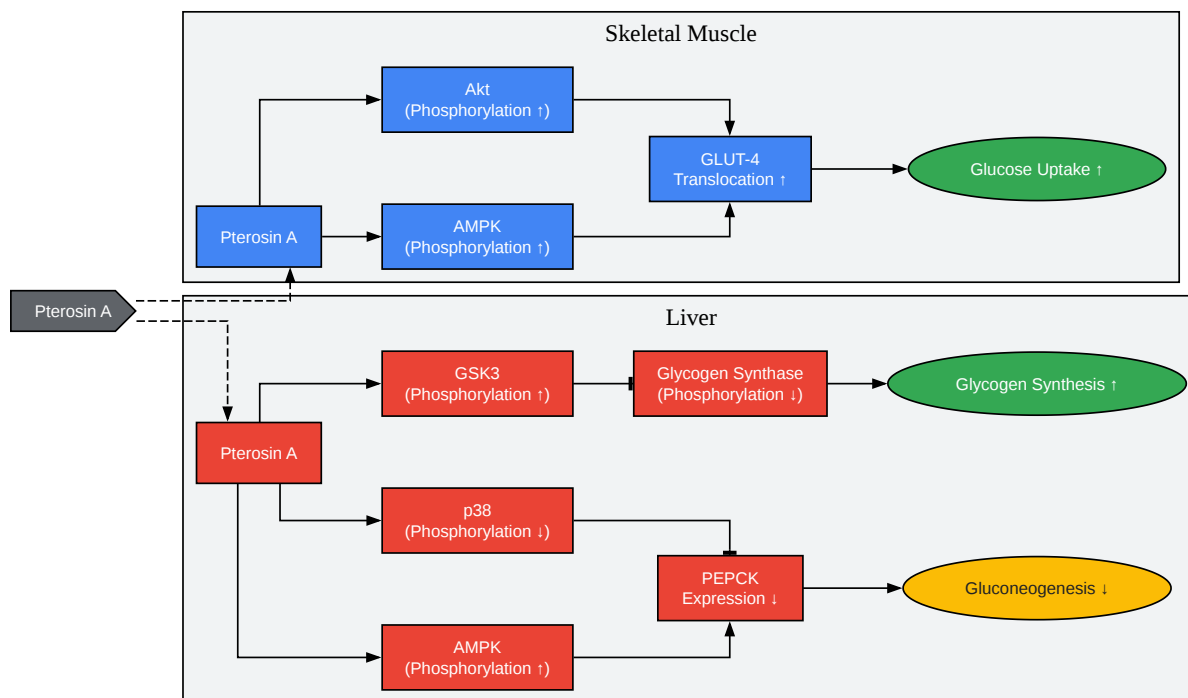 Skeletal Muscle
Akt
(Phosphorylation ↑)
GLUT-4
Translocation ↑
Glucose Uptake ↑
AMPK
(Phosphorylation ↑)
Pterosin A
Pterosin A
Liver
GSK3
(Phosphorylation ↑)
Glycogen Synthase
(Phosphorylation ↓)
Glycogen Synthesis ↑
Pterosin A
p38
(Phosphorylation ↓)
PEPCK
Expression ↓
Gluconeogenesis ↓
AMPK
(Phosphorylation ↑)